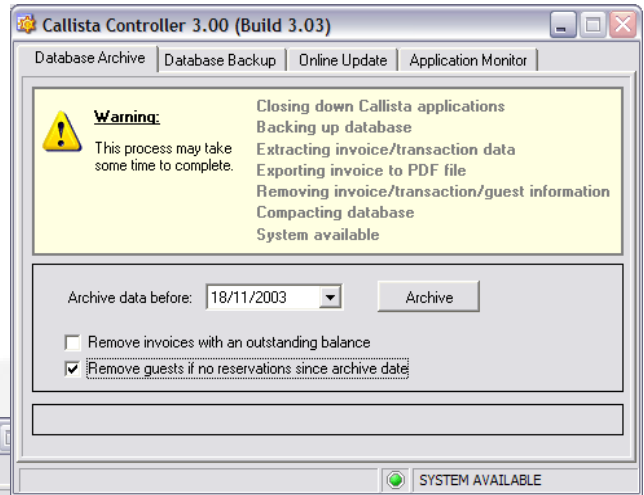 Callista Controller 3.00 (Build 3.03)
Database Archive
Database Backup
Online Update
Application Monitor
Warning:
This process may take
some time to complete.
Closing down Callista applications
Backing up database
Extracting invoice/transaction data
Exporting invoice to PDF file
Removing invoice/transaction/guest information
Compacting database
System available
Archive data before: 18/11/2003
Archive
Remove invoices with an outstanding balance
Remove guests if no reservations since archive date
SYSTEM AVAILABLE